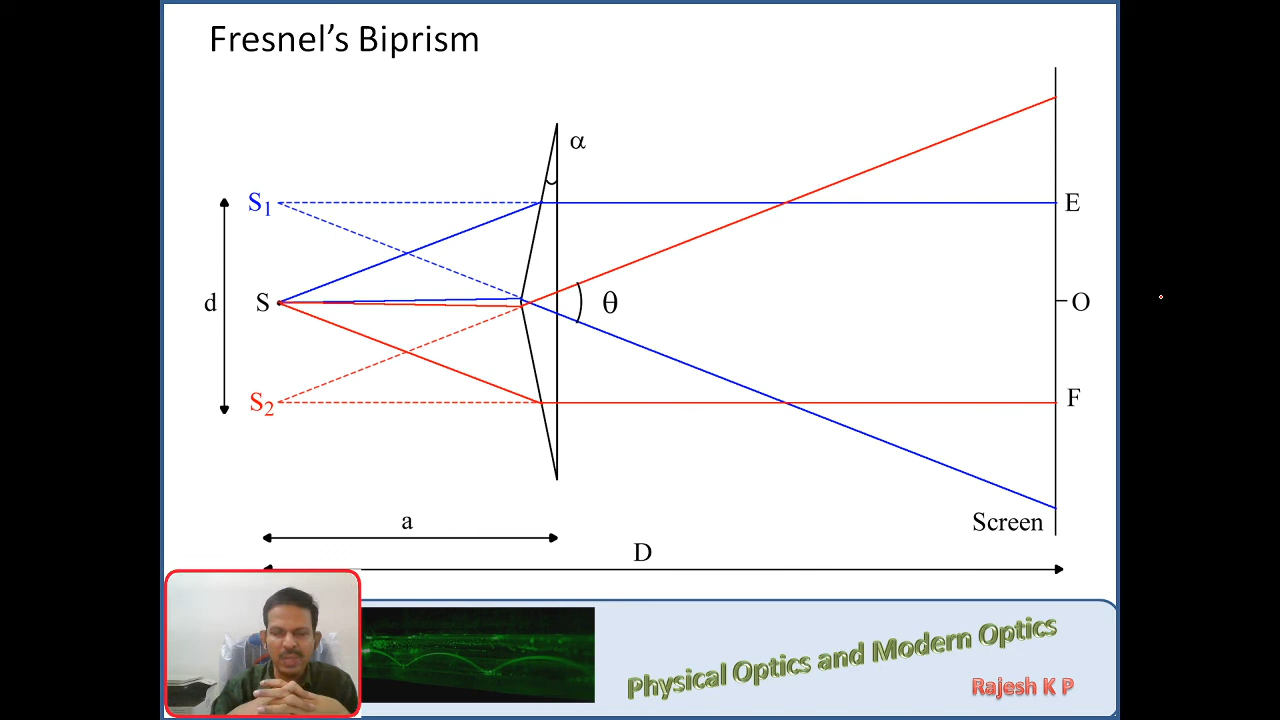 Fresnel's Biprism
α
S₁
E
d
S
θ
O
S₂
F
a
Screen
D
Physical Optics and Modern Optics
Rajesh K P